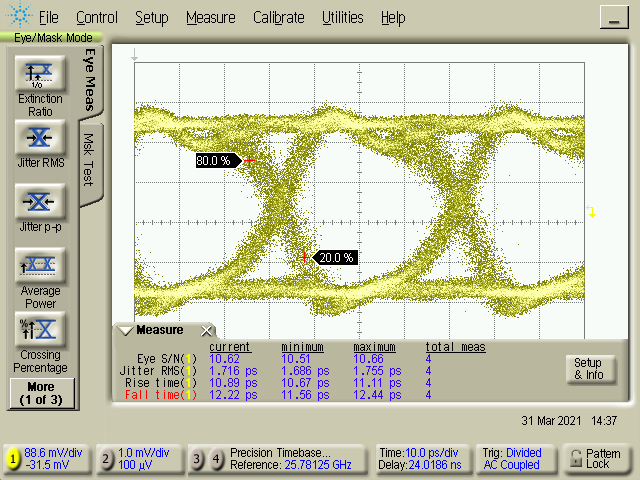 File Control Setup Measure Calibrate Utilities Help
Eye/Mask Mode
Eye Meas
Msk Test
1/0
Extinction
Ratio
Jitter RMS
Jitter p-p
Average
Power
%
Crossing
Percentage
More
(1 of 3)
80.0 %
20.0 %
Measure
current minimum maximum total meas
Eye S/N(1) 10.62 10.51 10.66 4
Jitter RMS(1) 1.716 ps 1.686 ps 1.755 ps 4
Rise time(1) 10.89 ps 10.67 ps 11.11 ps 4
Fall time(1) 12.22 ps 11.56 ps 12.44 ps 4
Setup
& Info
31 Mar 2021 14:37
1 88.6 mV/div
-31.5 mV
2 1.0 mV/div
100 µV
3 4 Precision Timebase...
Reference: 25.78125 GHz
Time:10.0 ps/div
Delay:24.0186 ns
Trig: Divided
AC Coupled
Pattern
Lock